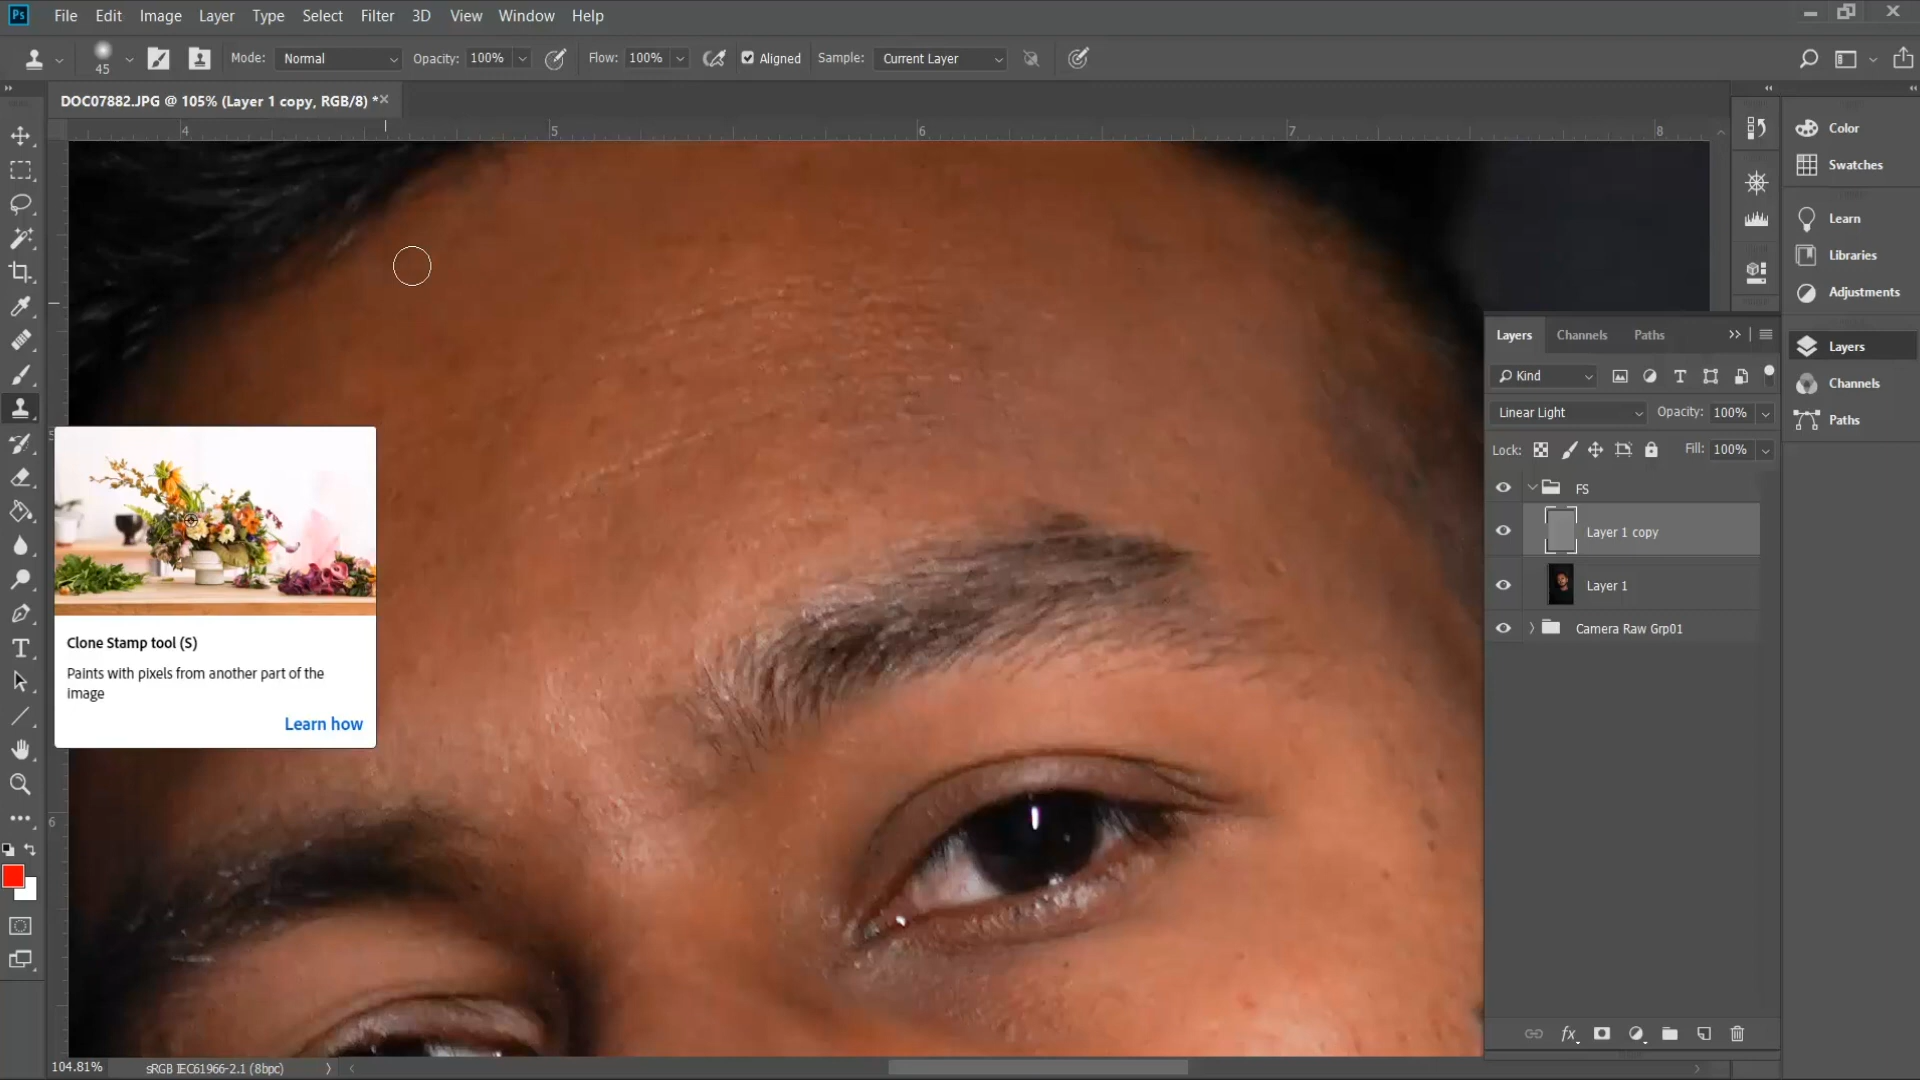 Ps File Edit Image Layer Type Select Filter 3D View Window Help
45 Mode: Normal Opacity: 100% Flow: 100% Aligned Sample: Current Layer
DOC07882.JPG @ 105% (Layer 1 copy, RGB/8) *
4 5 6 7 8
Color
Swatches
Learn
Libraries
Adjustments
Layers
Channels
Paths
Layers Channels Paths
Kind
Linear Light Opacity: 100%
Lock: Fill: 100%
FS
Layer 1 copy
Layer 1
Camera Raw Grp01
5
Clone Stamp tool (S)
Paints with pixels from another part of the
image
Learn how
6
fx
104.81% sRGB IEC61966-2.1 (8bpc)